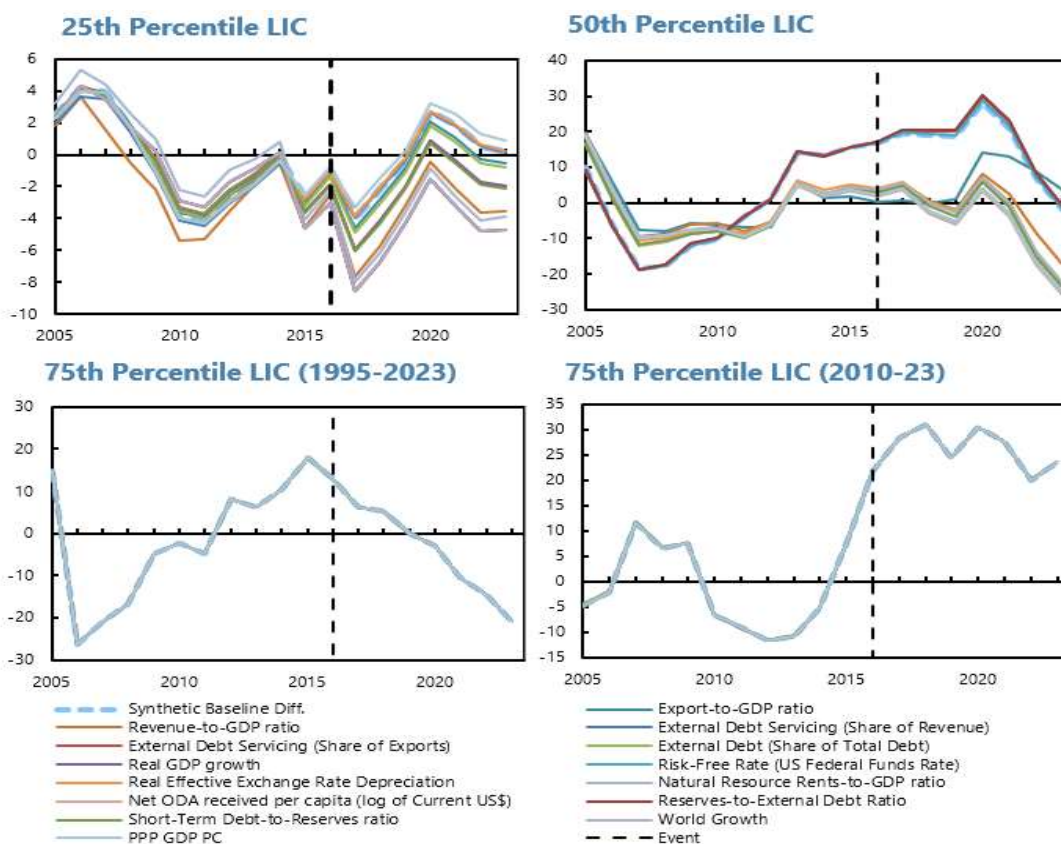 25th Percentile LIC
6
4
2
0
-2
-4
-6
-8
-10
2005 2010 2015 2020
50th Percentile LIC
40
30
20
10
0
-10
-20
-30
2005 2010 2015 2020
75th Percentile LIC (1995-2023)
30
20
10
0
-10
-20
-30
2005 2010 2015 2020
75th Percentile LIC (2010-23)
35
30
25
20
15
10
5
0
-5
-10
-15
2005 2010 2015 2020
Synthetic Baseline Diff.
Revenue-to-GDP ratio
External Debt Servicing (Share of Exports)
Real GDP growth
Real Effective Exchange Rate Depreciation
Net ODA received per capita (log of Current US$)
Short-Term Debt-to-Reserves ratio
PPP GDP PC
Export-to-GDP ratio
External Debt Servicing (Share of Revenue)
External Debt (Share of Total Debt)
Risk-Free Rate (US Federal Funds Rate)
Natural Resource Rents-to-GDP ratio
Reserves-to-External Debt Ratio
World Growth
Event